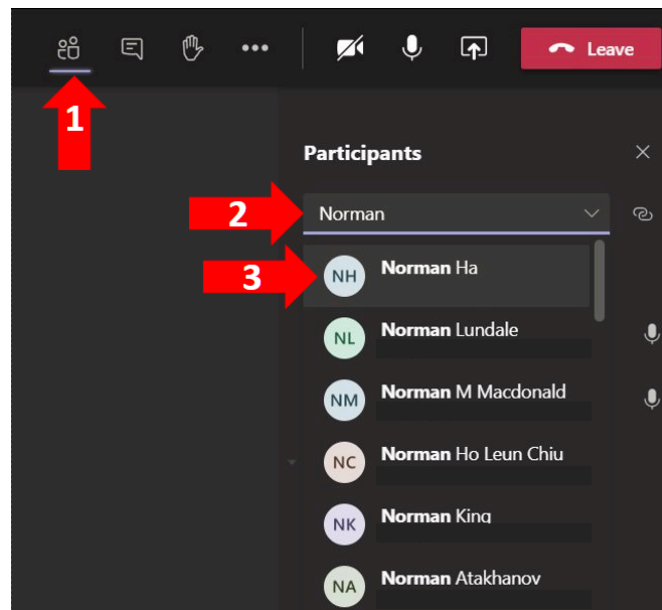 Leave
1
Participants
2
Norman
3
NH
Norman Ha
NL
Norman Lundale
NM
Norman M Macdonald
NC
Norman Ho Leun Chiu
NK
Norman King
NA
Norman Atakhanov